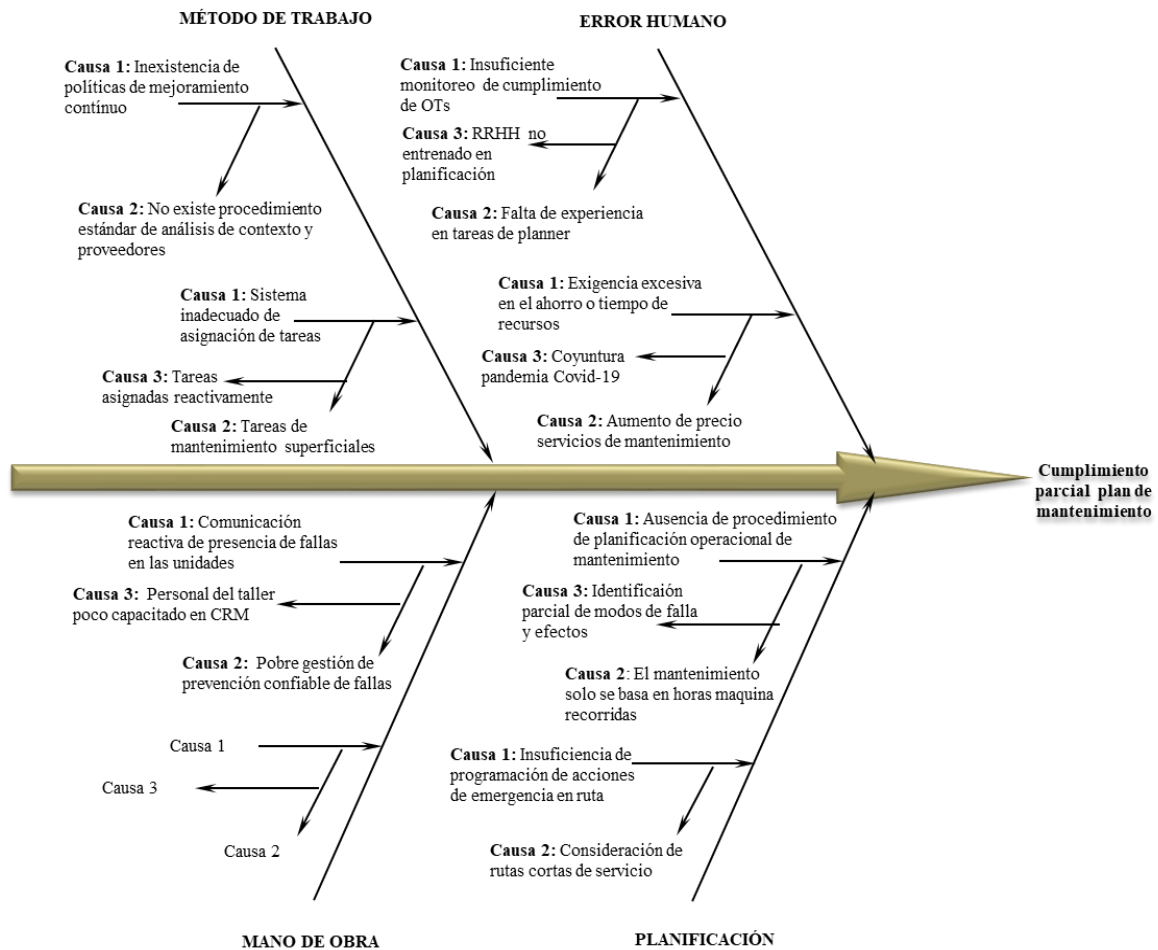 MÉTODO DE TRABAJO
Causa 1: Inexistencia de
políticas de mejoramiento
contínuo
Causa 2: No existe procedimiento
estándar de análisis de contexto y
proveedores
Causa 1: Sistema
inadecuado de
asignación de tareas
Causa 3: Tareas
asignadas reactivamente
Causa 2: Tareas de
mantenimiento superficiales
ERROR HUMANO
Causa 1: Insuficiente
monitoreo de cumplimiento
de OTs
Causa 3: RRHH no
entrenado en
planificación
Causa 2: Falta de experiencia
en tareas de planner
Causa 1: Exigencia excesiva
en el ahorro o tiempo de
recursos
Causa 3: Coyuntura
pandemia Covid-19
Causa 2: Aumento de precio
servicios de mantenimiento
Cumplimiento
parcial plan de
mantenimiento
Causa 1: Comunicación
reactiva de presencia de fallas
en las unidades
Causa 3: Personal del taller
poco capacitado en CRM
Causa 2: Pobre gestión de
prevención confiable de fallas
Causa 1
Causa 3
Causa 2
MANO DE OBRA
Causa 1: Ausencia de procedimiento
de planificación operacional de
mantenimiento
Causa 3: Identificaión
parcial de modos de falla
y efectos
Causa 2: El mantenimiento
solo se basa en horas maquina
recorridas
Causa 1: Insuficiencia de
programación de acciones
de emergencia en ruta
Causa 2: Consideración de
rutas cortas de servicio
PLANIFICACIÓN